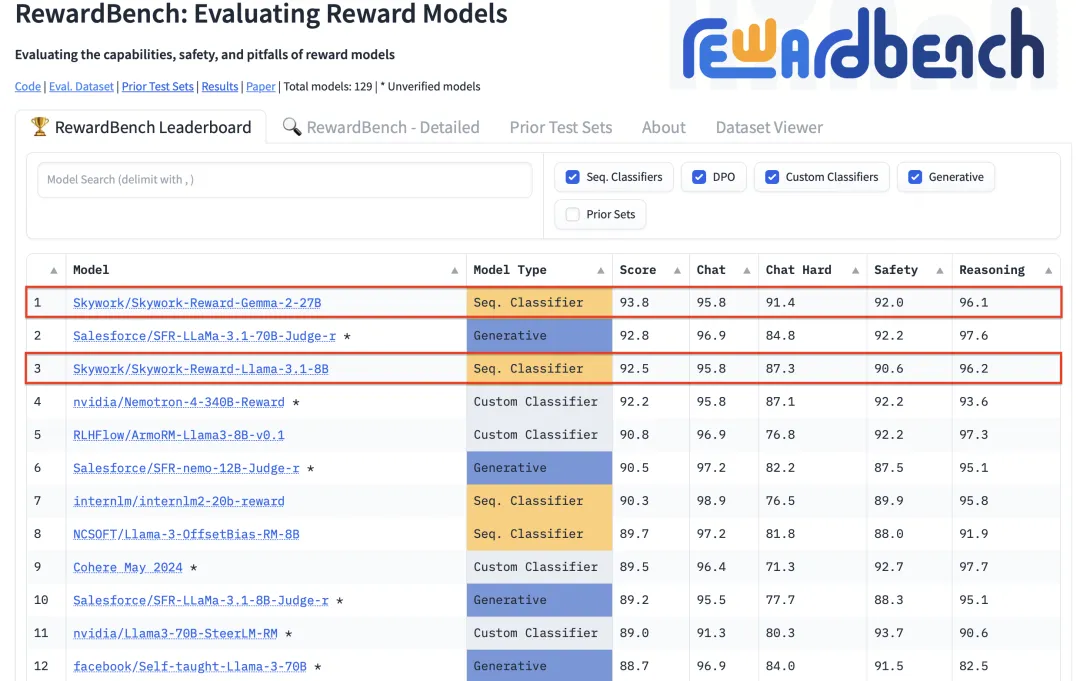 RewardBench: Evaluating Reward Models
rewardbench
Evaluating the capabilities, safety, and pitfalls of reward models
Code | Eval. Dataset | Prior Test Sets | Results | Paper | Total models: 129 | * Unverified models
🏆 RewardBench Leaderboard 🔍 RewardBench - Detailed Prior Test Sets About Dataset Viewer
Model Search (delimit with , ) Seq. Classifiers DPO Custom Classifiers Generative
Prior Sets
Model Model Type Score Chat Chat Hard Safety Reasoning
1 Skywork/Skywork-Reward-Gemma-2-27B Seq. Classifier 93.8 95.8 91.4 92.0 96.1
2 Salesforce/SFR-LLaMa-3.1-70B-Judge-r * Generative 92.8 96.9 84.8 92.2 97.6
3 Skywork/Skywork-Reward-Llama-3.1-8B Seq. Classifier 92.5 95.8 87.3 90.6 96.2
4 nvidia/Nemotron-4-340B-Reward * Custom Classifier 92.2 95.8 87.1 92.2 93.6
5 RLHFlow/ArmoRM-Llama3-8B-v0.1 Custom Classifier 90.8 96.9 76.8 92.2 97.3
6 Salesforce/SFR-nemo-12B-Judge-r * Generative 90.5 97.2 82.2 87.5 95.1
7 internlm/internlm2-20b-reward Seq. Classifier 90.3 98.9 76.5 89.9 95.8
8 NCSOFT/Llama-3-OffsetBias-RM-8B Seq. Classifier 89.7 97.2 81.8 88.0 91.9
9 Cohere May 2024 * Custom Classifier 89.5 96.4 71.3 92.7 97.7
10 Salesforce/SFR-LLaMa-3.1-8B-Judge-r * Generative 89.2 95.5 77.7 88.3 95.1
11 nvidia/Llama3-70B-SteerLM-RM * Custom Classifier 89.0 91.3 80.3 93.7 90.6
12 facebook/Self-taught-Llama-3-70B * Generative 88.7 96.9 84.0 91.5 82.5